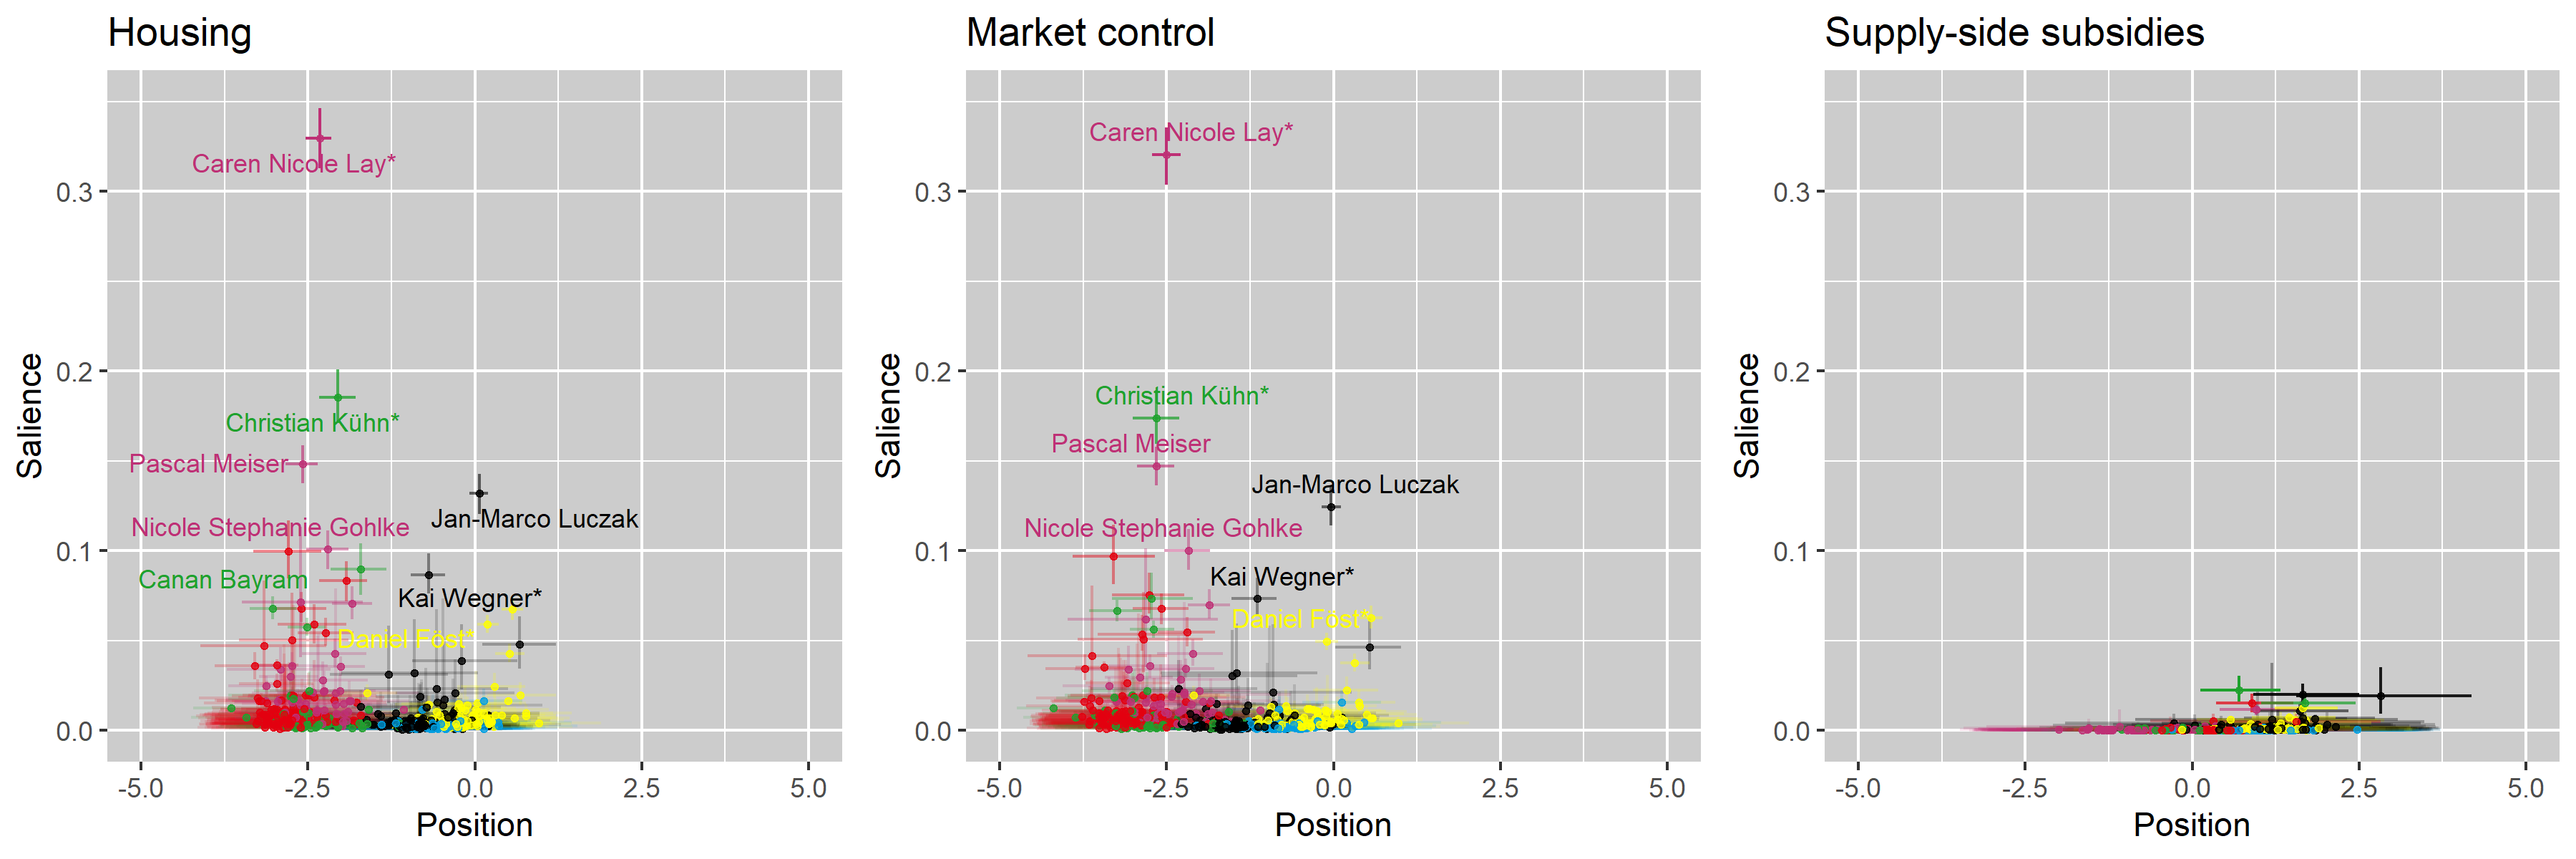 Housing
Market control
Supply-side subsidies
Salience
0.3
0.2
0.1
0.0
Caren Nicole Lay*
Christian Kühn*
Pascal Meiser
Jan-Marco Luczak
Nicole Stephanie Gohlke
Canan Bayram
Kai Wegner*
Daniel Föst*
-5.0
-2.5
0.0
2.5
5.0
Position
Salience
0.3
0.2
0.1
0.0
Caren Nicole Lay*
Christian Kühn*
Pascal Meiser
Jan-Marco Luczak
Nicole Stephanie Gohlke
Kai Wegner*
Daniel Föst*
-5.0
-2.5
0.0
2.5
5.0
Position
Salience
0.3
0.2
0.1
0.0
-5.0
-2.5
0.0
2.5
5.0
Position